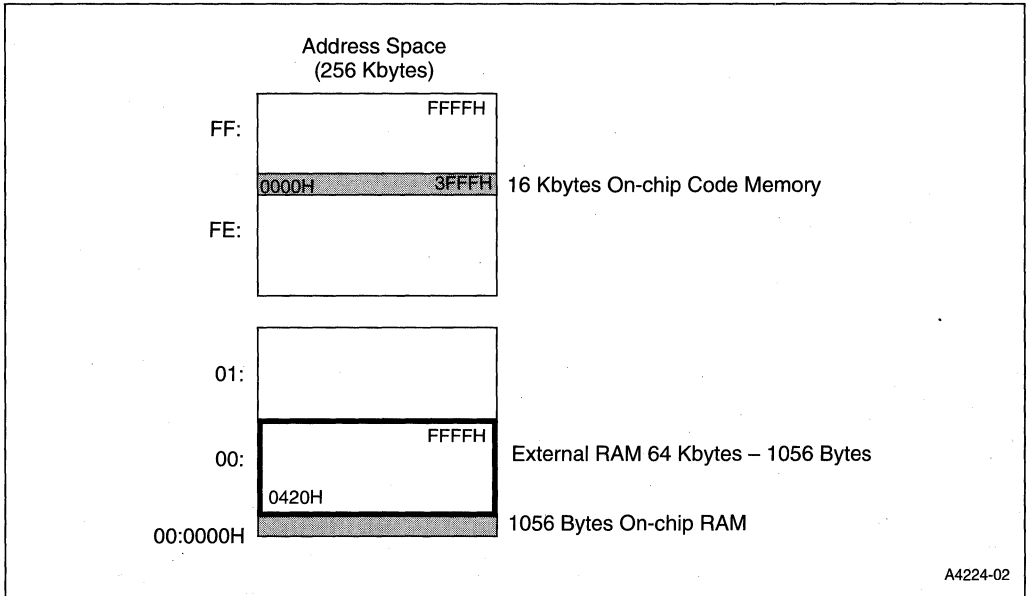 Address Space
(256 Kbytes)
FFFFH
FF:
0000H 3FFFH 16 Kbytes On-chip Code Memory
FE:
01:
FFFFH
00: External RAM 64 Kbytes – 1056 Bytes
0420H
00:0000H 1056 Bytes On-chip RAM
A4224-02